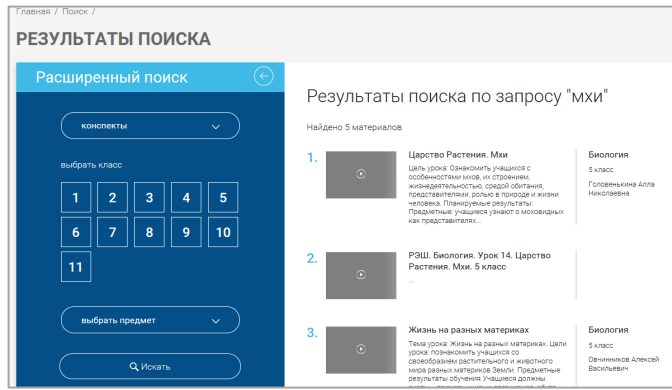 Главная / Поиск /
РЕЗУЛЬТАТЫ ПОИСКА
Расширенный поиск
конспекты
выбрать класс
1 2 3 4 5
6 7 8 9 10
11
выбрать предмет
Искать
Результаты поиска по запросу "мхи"
Найдено 5 материалов
1.
Царство Растения. Мхи
Цель урока: Ознакомить учащихся с
особенностями мхов, их строением,
жизнедеятельностью, средой обитания,
представителями, ролью в природе и жизни
человека. Планируемые результаты:
Предметные: учащиеся узнают о моховидных
как представителях...
Биология
5 класс
Головенькина Алла
Николаевна
2.
РЭШ. Биология. Урок 14. Царство
Растения. Мхи. 5 класс
...
3.
Жизнь на разных материках
Тема урока: Жизнь на разных материках. Цели
урока: познакомить учащихся со
своеобразием растительного и животного
мира разных материков Земли. Предметные
результаты обучения Учащиеся должны
Биология
5 класс
Овчинников Алексей
Васильевич